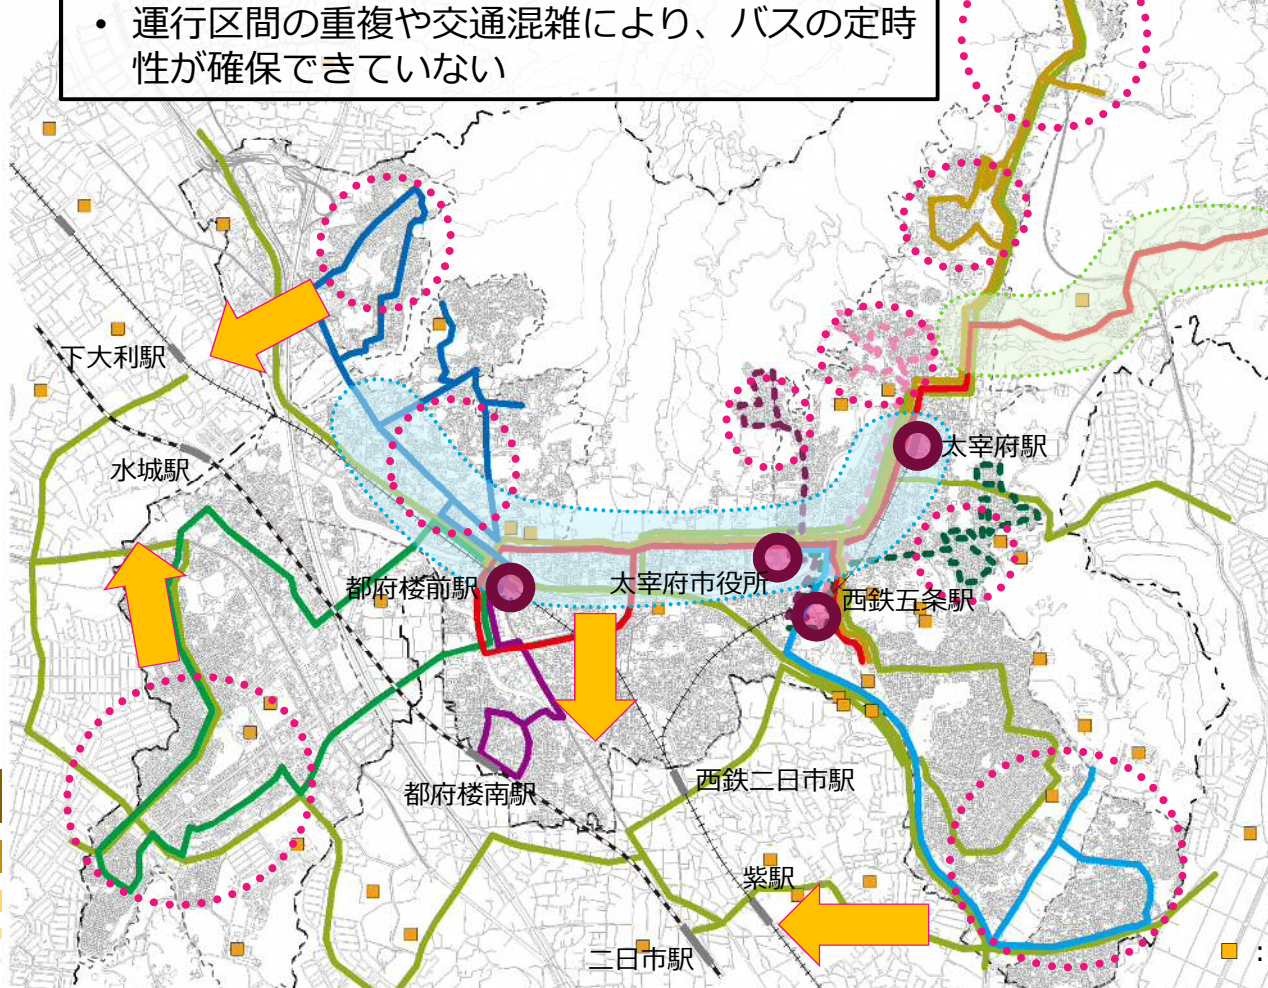 • 運行区間の重複や交通混雑により、バスの定時
性が確保できていない
下大利駅
水城駅
太宰府駅
都府楼前駅
太宰府市役所
西鉄五条駅
都府楼南駅
西鉄二日市駅
紫駅
二日市駅
: